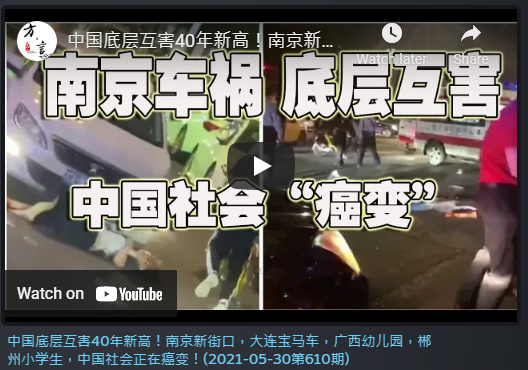 方言
中国底层互害40年新高！南京新...
Watch later
Share
南京车祸 底层互害
中国社会“癌变”
Watch on YouTube
中国底层互害40年新高！南京新街口，大连宝马车，广西幼儿园，郴
州小学生，中国社会正在癌变！(2021-05-30第610期)